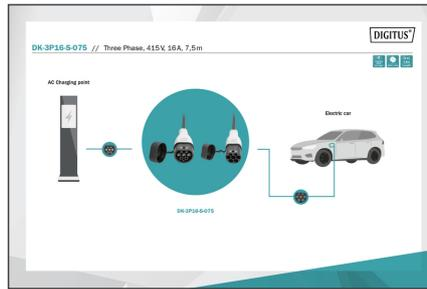 DIGITUS®
DK-3P16-S-075 // Three Phase, 415V, 16A, 7,5m
AC Charging point
Electric car
DK-3P16-S-075